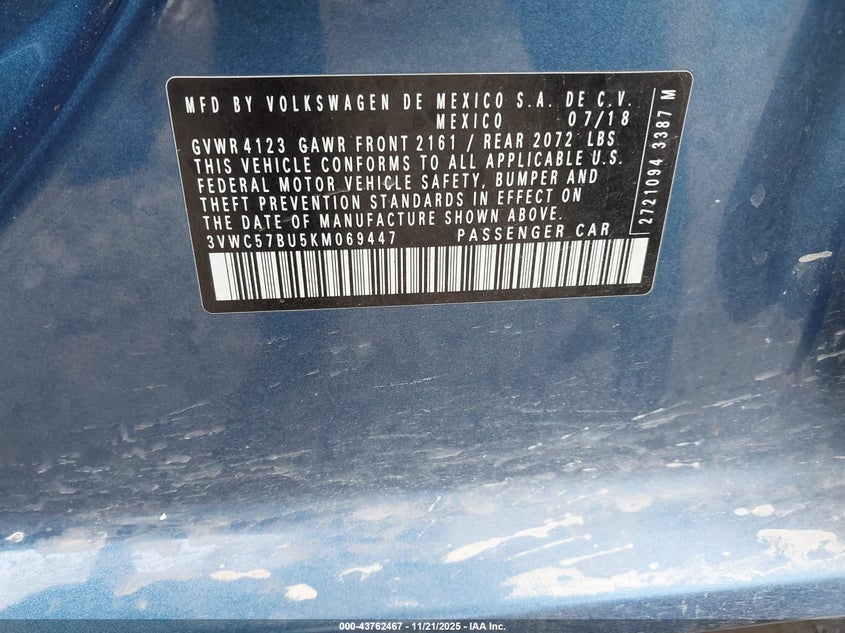 MFD BY VOLKSWAGEN DE MEXICO S.A. DE C.V.
MEXICO 07/18
GVWR 4123 GAWR FRONT 2161 / REAR 2072 LBS
THIS VEHICLE CONFORMS TO ALL APPLICABLE U.S.
FEDERAL MOTOR VEHICLE SAFETY, BUMPER AND
THEFT PREVENTION STANDARDS IN EFFECT ON
THE DATE OF MANUFACTURE SHOWN ABOVE.
3VWC57BU5KM069447 PASSENGER CAR
2721094 3387 M
000-43762467 - 11/21/2025 - IAA Inc.